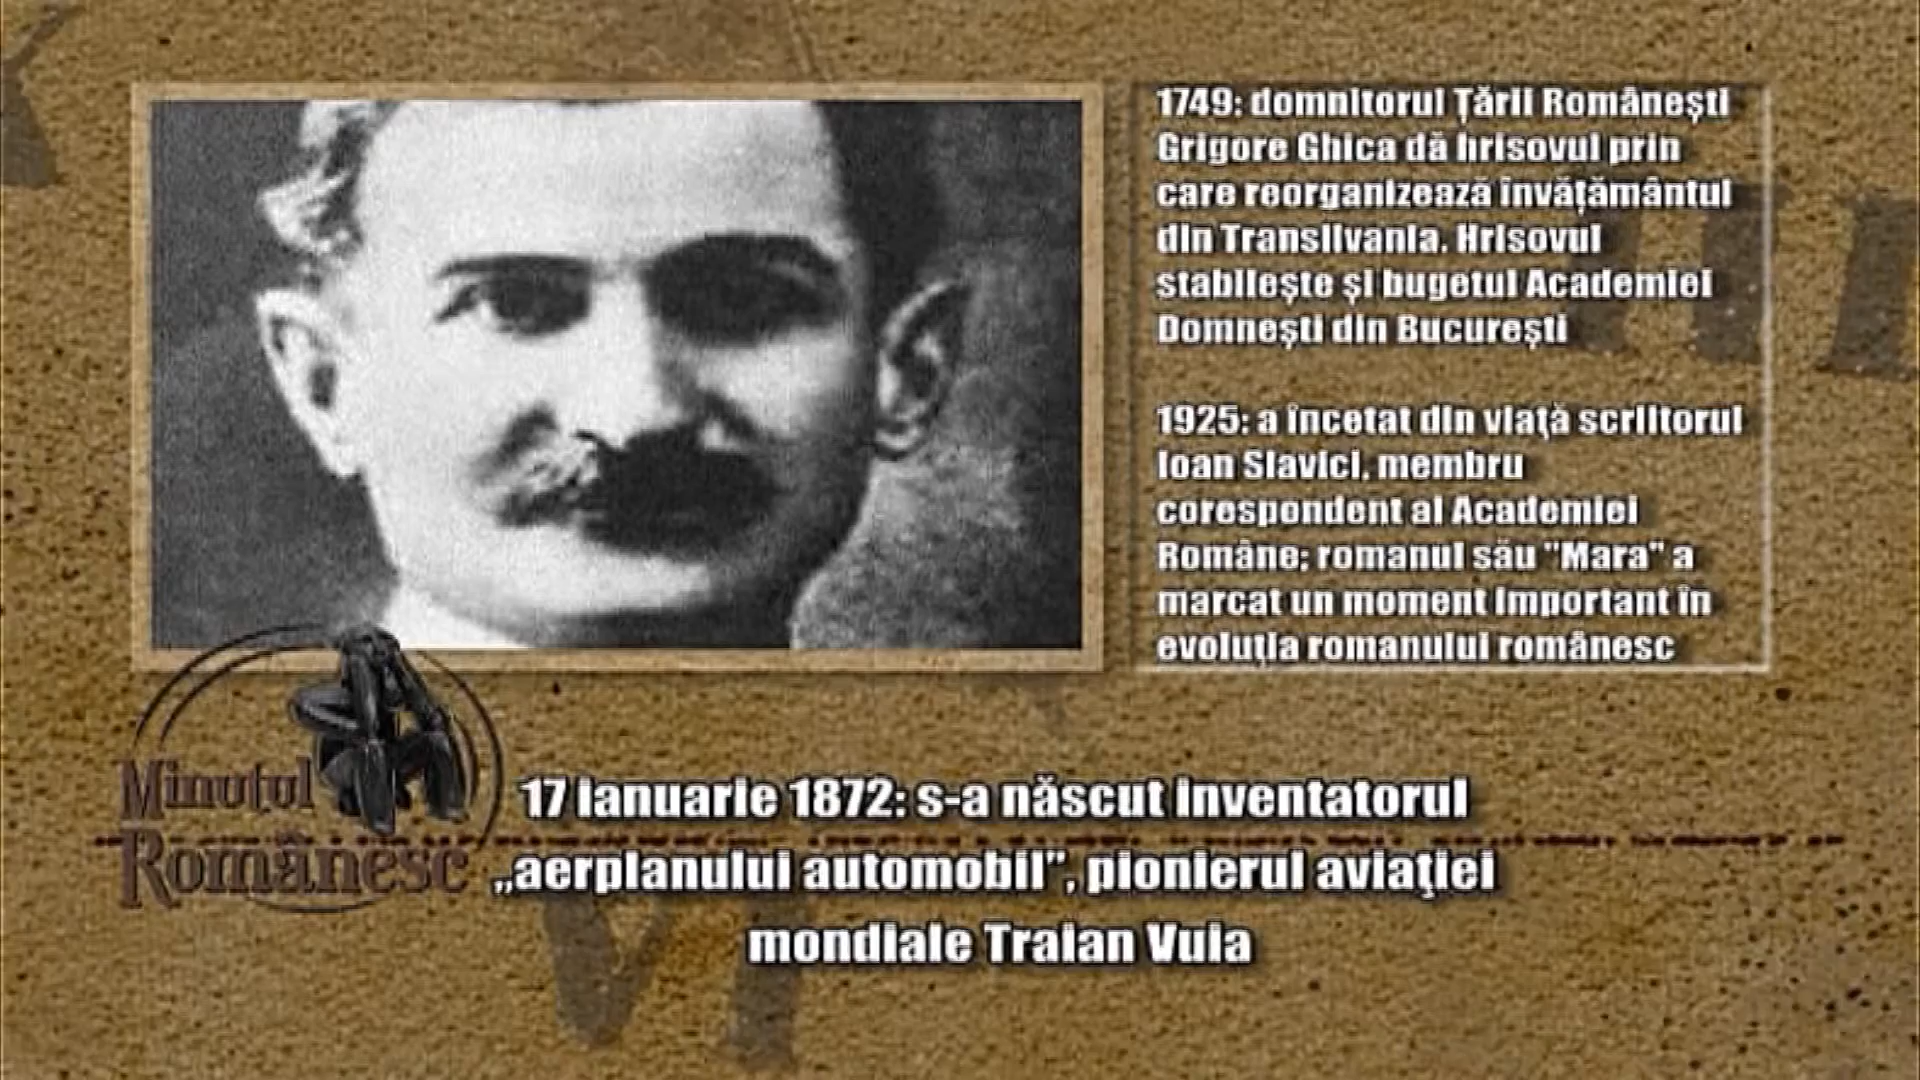 1749: domnitorul Țării Românești
Grigore Ghica dă hrisovul prin
care reorganizează învățământul
din Transilvania. Hrisovul
stabilește și bugetul Academiei
Domnești din București
1925: a încetat din viaţă scriitorul
Ioan Slavici, membru
corespondent al Academiei
Române; romanul său "Mara" a
marcat un moment important în
evoluţia romanului românesc
Minutul
Românesc
17 ianuarie 1872: s-a născut inventatorul
„aerplanului automobil”, pionierul aviaţiei
mondiale Traian Vuia